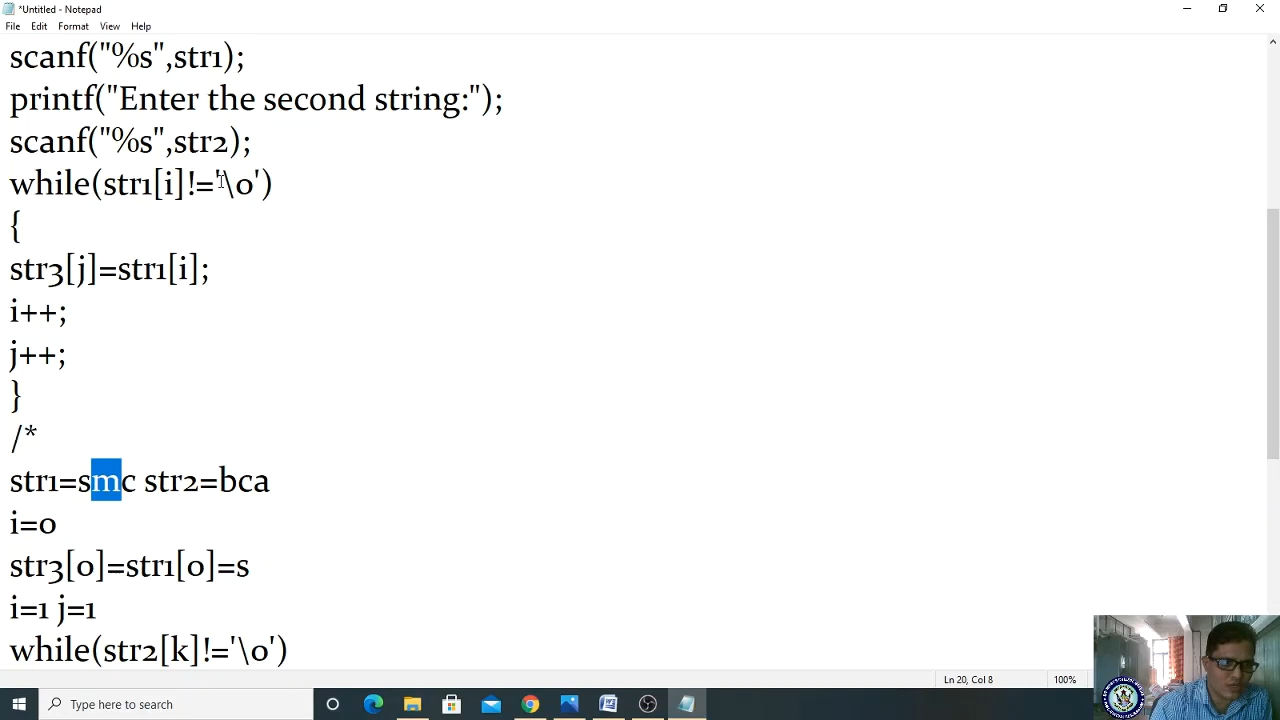 *Untitled - Notepad
File Edit Format View Help
scanf("%s",str1);
printf("Enter the second string:");
scanf("%s",str2);
while(str1[i]!='\0')
{
str3[j]=str1[i];
i++;
j++;
}
/*
str1=smc str2=bca
i=0
str3[0]=str1[0]=s
i=1 j=1
while(str2[k]!='\0')
Ln 20, Col 8 100%
Type here to search